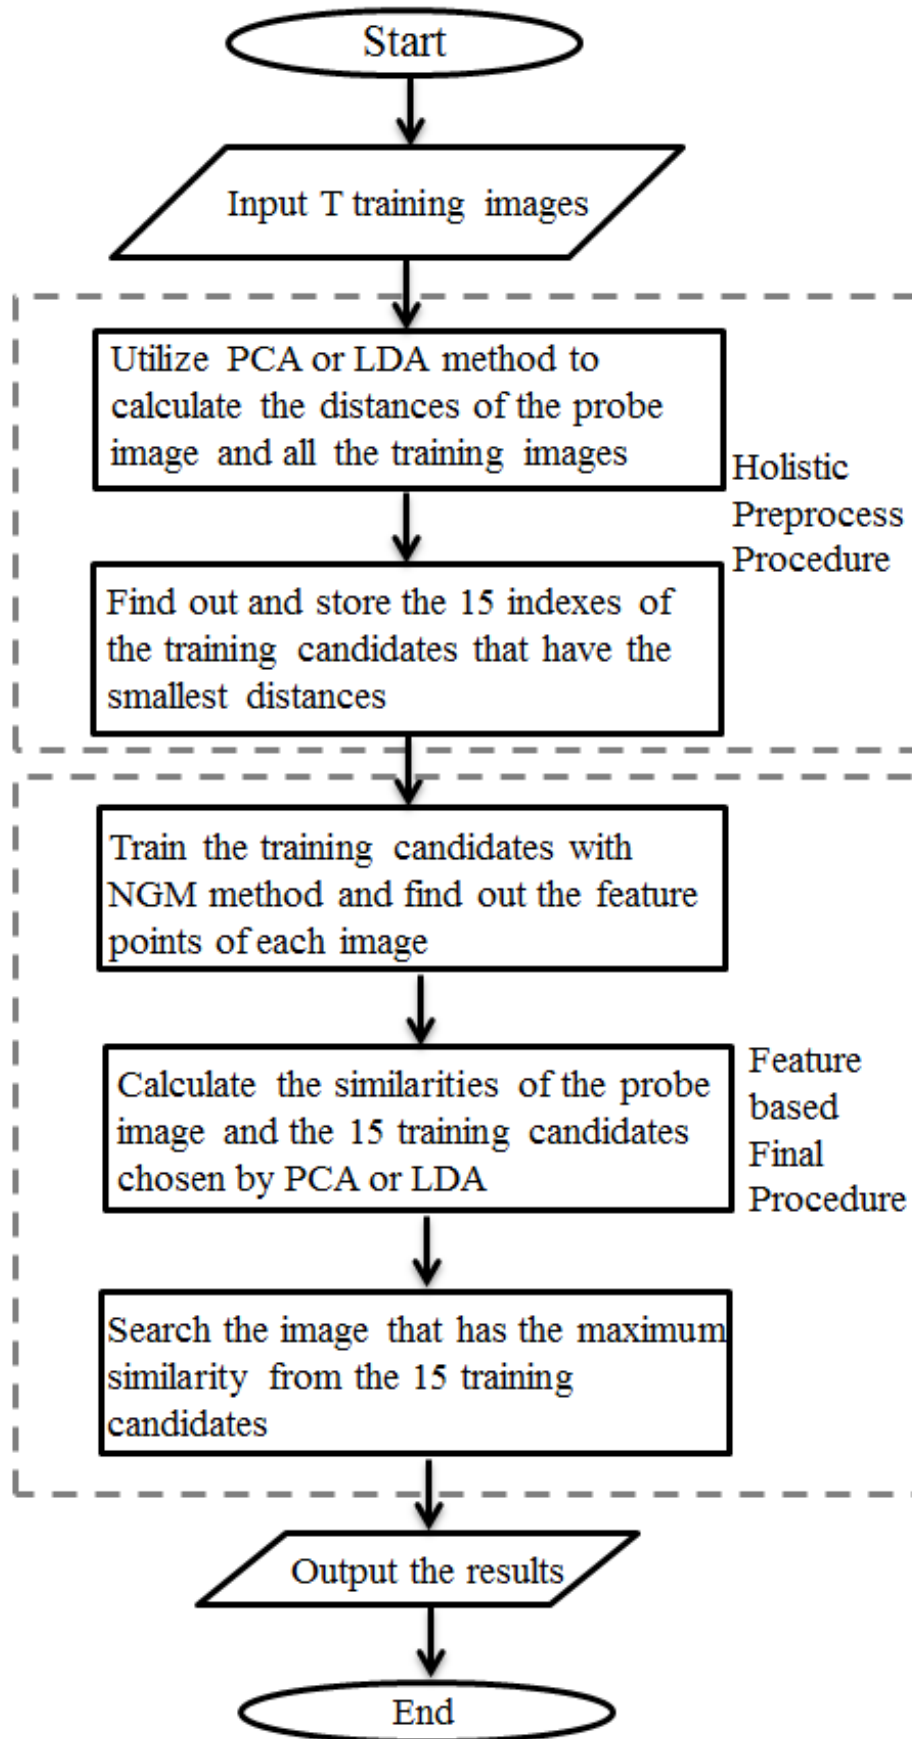 Start
Input T training images
Utilize PCA or LDA method to
calculate the distances of the probe
image and all the training images
Holistic
Preprocess
Procedure
Find out and store the 15 indexes of
the training candidates that have the
smallest distances
Train the training candidates with
NGM method and find out the feature
points of each image
Calculate the similarities of the probe
image and the 15 training candidates
chosen by PCA or LDA
Feature
based
Final
Procedure
Search the image that has the maximum
similarity from the 15 training
candidates
Output the results
End